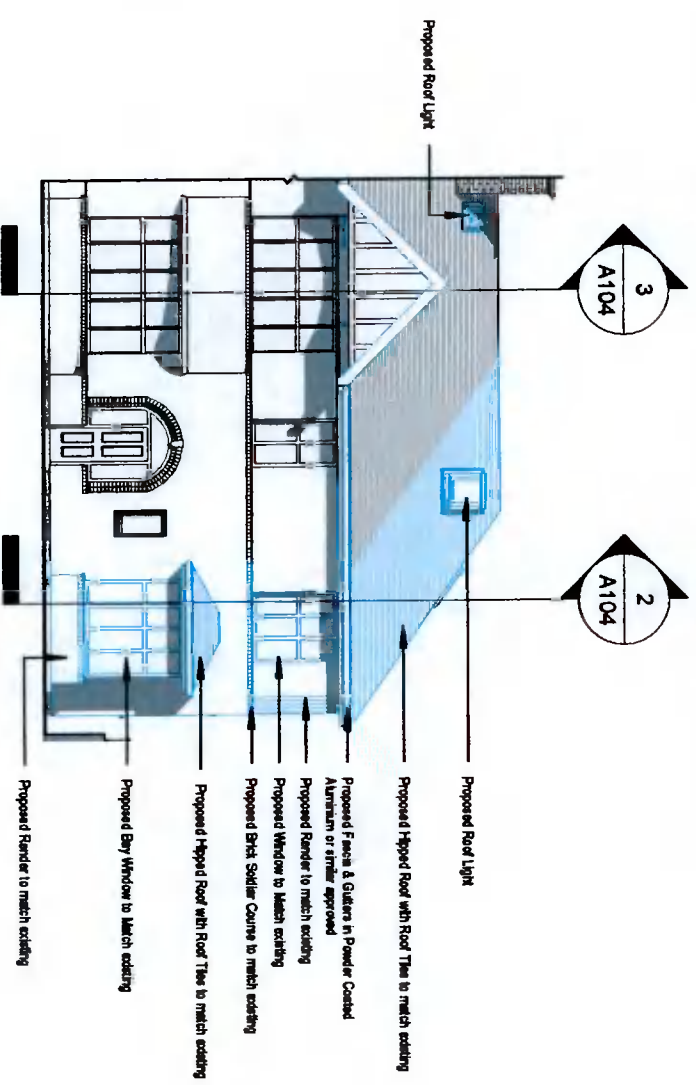 Proposed Roof Light
3
A104
2
A104
Proposed Roof Light
Proposed Hipped Roof with Roof Tiles to match existing
Proposed Fascia & Gutters in Powder Coated
Aluminium or similar approved
Proposed Render to match existing
Proposed Window to Match existing
Proposed Brick Soldier Course to match existing
Proposed Hipped Roof with Roof Tiles to match existing
Proposed Bay Window to Match existing
Proposed Render to match existing